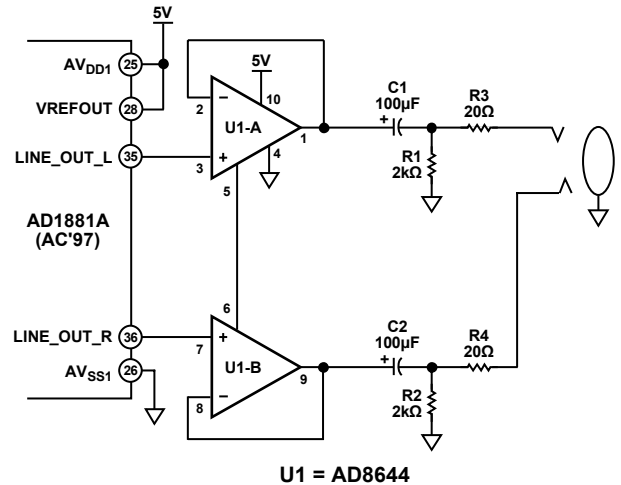 5V
AVDD1 25
5V
VREFOUT 28
2
−
10
C1
100µF
+
R3
20Ω
U1-A
1
LINE_OUT_L 35
3
+
4
5
R1
2kΩ
AD1881A
(AC'97)
6
C2
100µF
+
R4
20Ω
LINE_OUT_R 36
7
+
U1-B
9
AVSS1 26
8
−
R2
2kΩ
U1 = AD8644